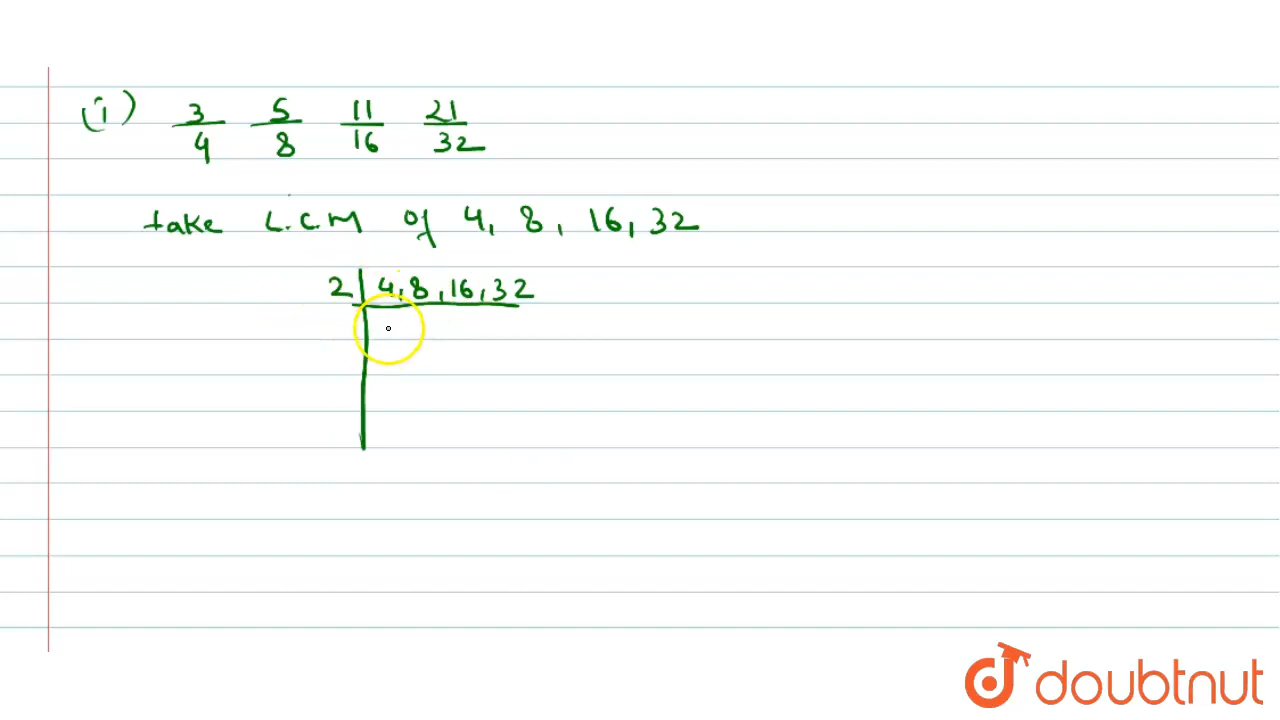 (i) 3/4 5/8 11/16 21/32
take L.C.M of 4, 8, 16, 32
2 | 4, 8, 16, 32
doubtnut